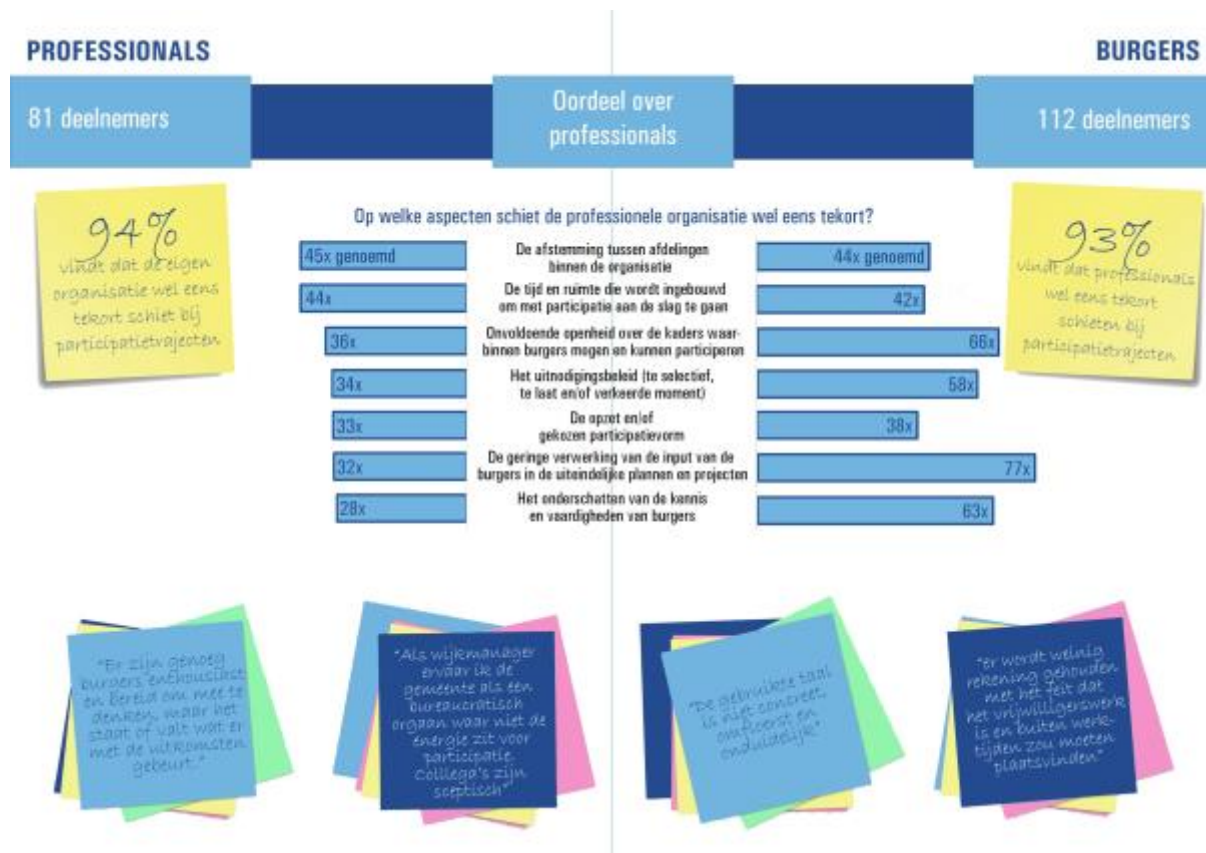 PROFESSIONALS
BURGERS
81 deelnemers
Oordeel over
professionals
112 deelnemers
94%
vindt dat de eigen
organisatie wel eens
tekort schiet bij
participatietrajecten
93%
vindt dat professionals
wel eens tekort
schieten bij
participatietrajecten
Op welke aspecten schiet de professionele organisatie wel eens tekort?
45x genoemd
De afstemming tussen afdelingen
binnen de organisatie
44x genoemd
44x
De tijd en ruimte die wordt ingebouwd
om met participatie aan de slag te gaan
42x
36x
Onvoldoende openheid over de kaders waar-
binnen burgers mogen en kunnen participeren
66x
34x
Het uitnodigingsbeleid (te selectief,
te laat en/of verkeerde moment)
58x
33x
De opzet en/of
gekozen participatievorm
38x
32x
De geringe verwerking van de input van de
burgers in de uiteindelijke plannen en projecten
77x
28x
Het onderschatten van de kennis
en vaardigheden van burgers
63x
"Er zijn genoeg
burgers enthousiast
en bereid om mee te
denken, maar het
staat of valt wat er
met de uitkomsten
gebeurt."
"Als wijkmanager
ervaar ik de
gemeente als een
bureaucratisch
orgaan waar niet de
energie zit voor
participatie.
Colllega's zijn
sceptisch"
"De gebruikte taal
is niet concreet,
omfloerst en
onduidelijk"
"er wordt weinig
rekening gehouden
met het feit dat
het vrijwilligerswerk
is en buiten werk-
tijden zou moeten
plaatsvinden"